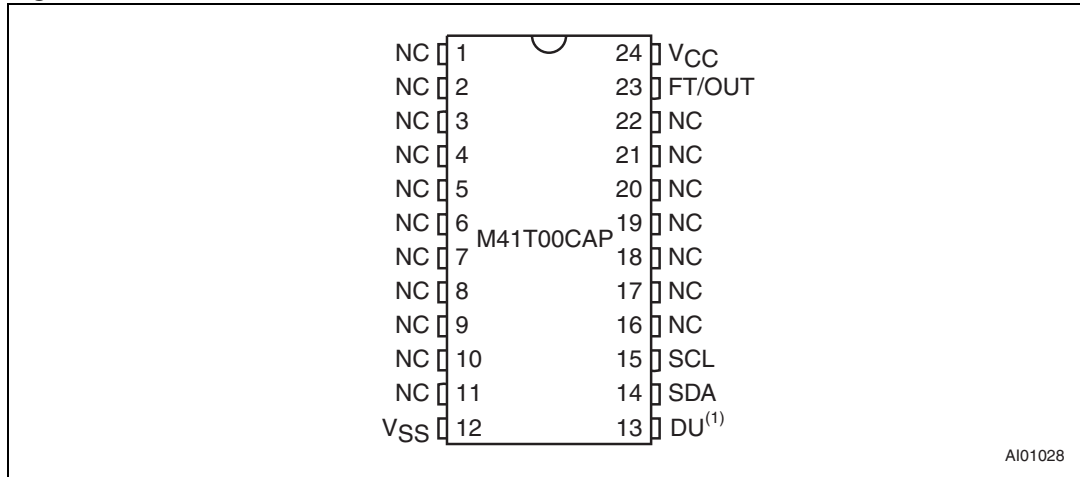 NC 1 24 VCC
NC 2 23 FT/OUT
NC 3 22 NC
NC 4 21 NC
NC 5 20 NC
NC 6 19 NC
M41T00CAP
NC 7 18 NC
NC 8 17 NC
NC 9 16 NC
NC 10 15 SCL
NC 11 14 SDA
VSS 12 13 DU(1)
AI01028